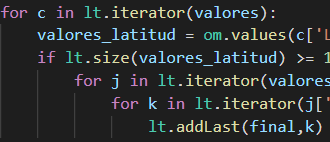 for c in lt.iterator(valores):
valores_latitud = om.values(c['L
if lt.size(valores_latitud) >= 1
for j in lt.iterator(valores
for k in lt.iterator(j['
lt.addLast(final,k)